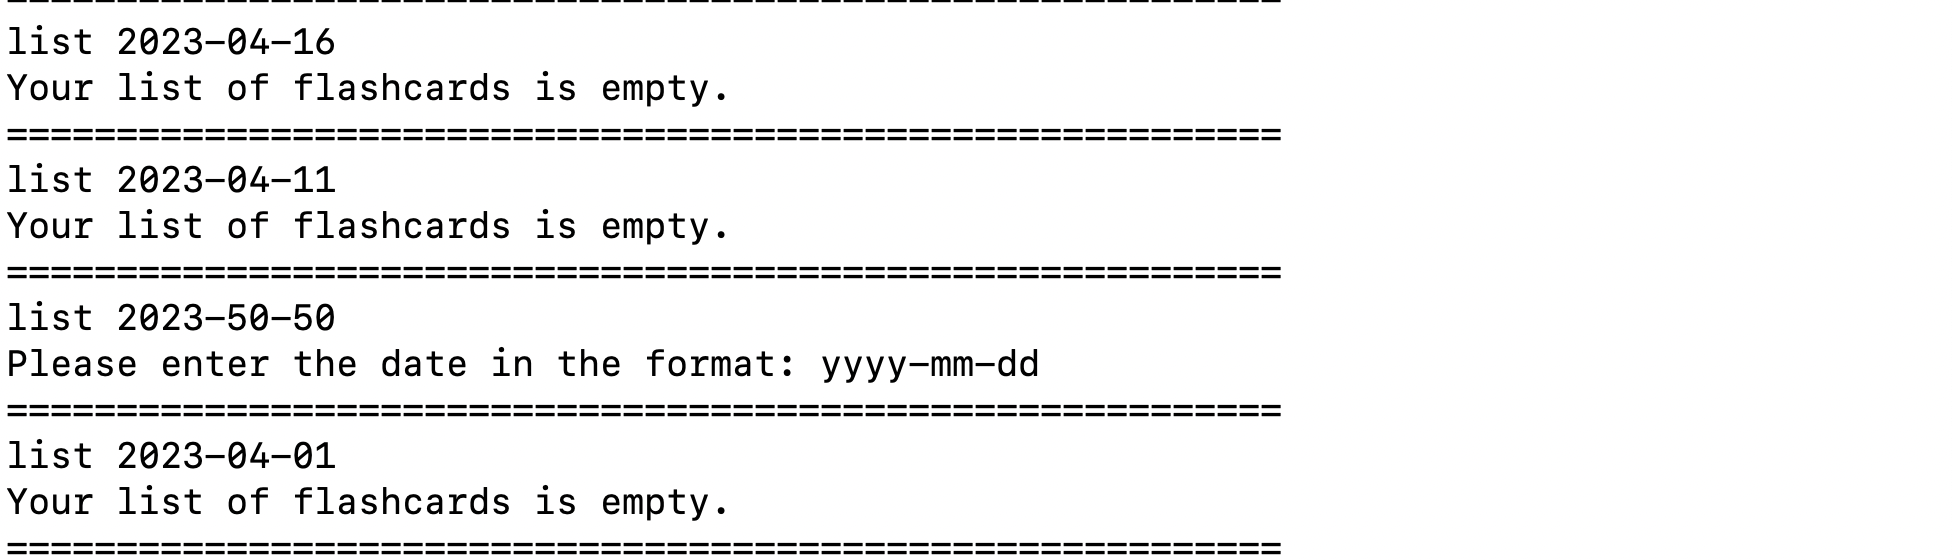 ==========================================================
list 2023-04-16
Your list of flashcards is empty.
==========================================================
list 2023-04-11
Your list of flashcards is empty.
==========================================================
list 2023-50-50
Please enter the date in the format: yyyy-mm-dd
==========================================================
list 2023-04-01
Your list of flashcards is empty.
==========================================================